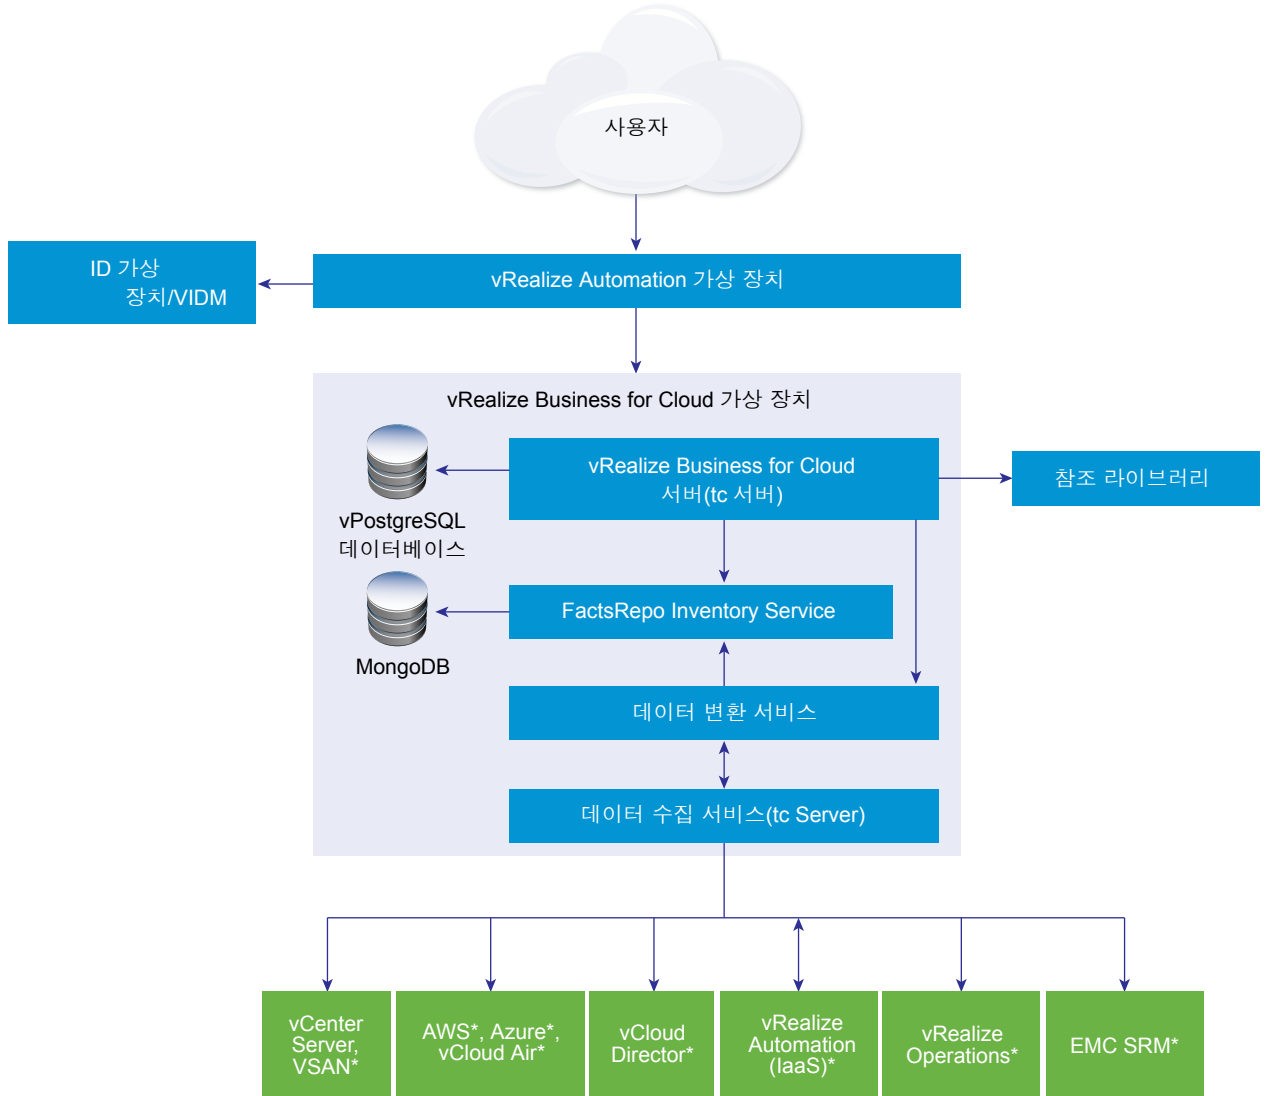 사용자
ID 가상
장치/VIDM
vRealize Automation 가상 장치
vRealize Business for Cloud 가상 장치
vRealize Business for Cloud
서버(tc 서버)
참조 라이브러리
vPostgreSQL
데이터베이스
FactsRepo Inventory Service
MongoDB
데이터 변환 서비스
데이터 수집 서비스(tc Server)
vCenter
Server,
VSAN*
AWS*, Azure*,
vCloud Air*
vCloud
Director*
vRealize
Automation
(IaaS)*
vRealize
Operations*
EMC SRM*